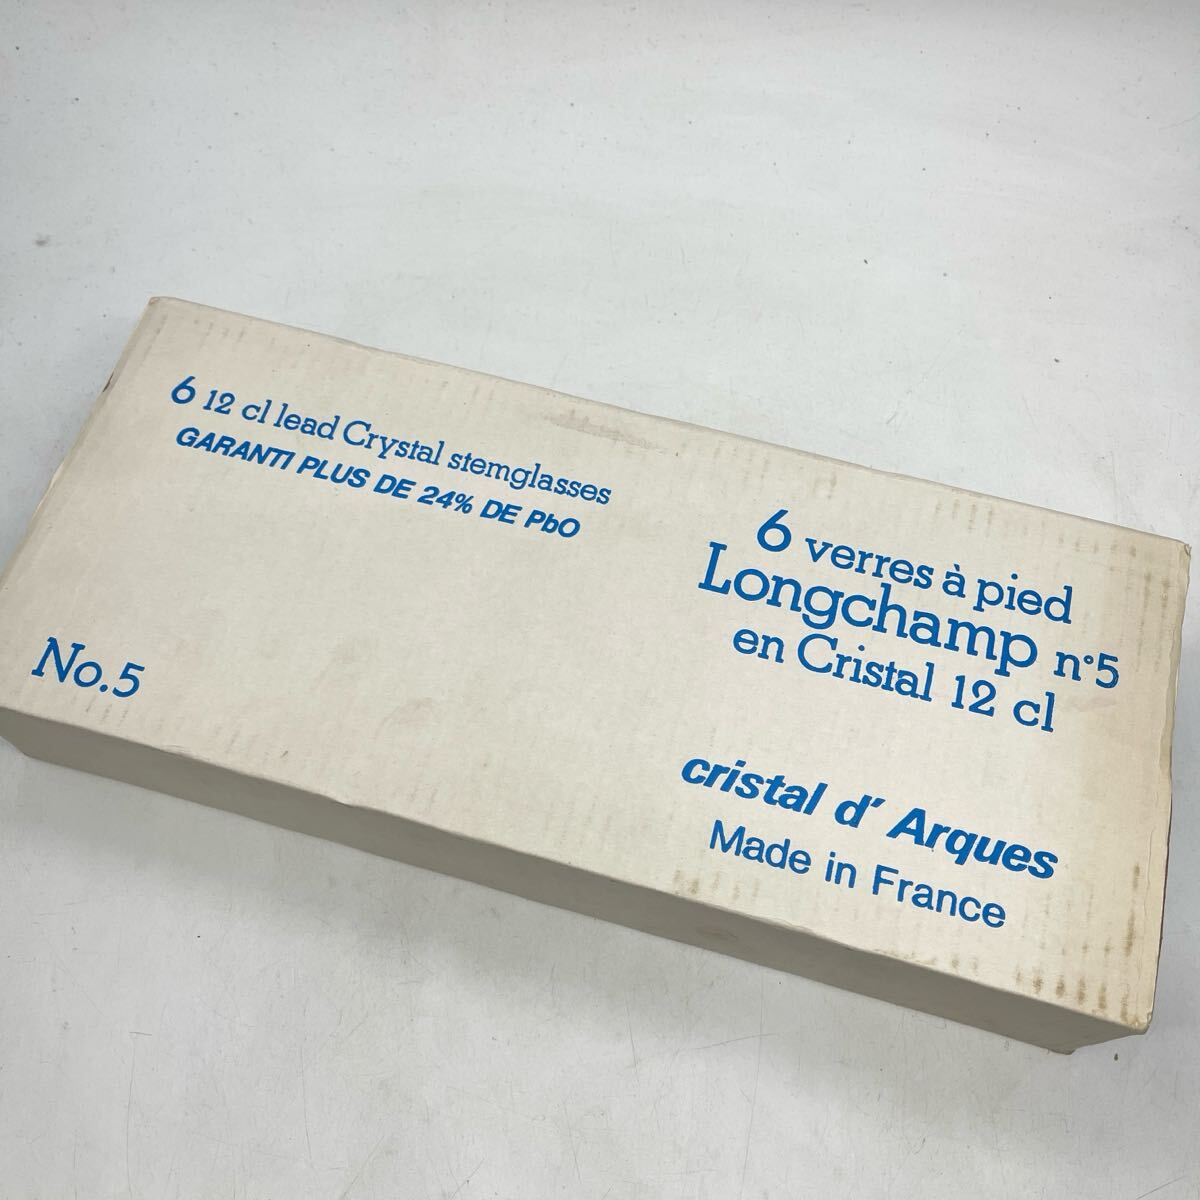 6 12 cl lead Crystal stemglasses
GARANTI PLUS DE 24% DE PbO
No.5
6 verres à pied
Longchamp n°5
en Cristal 12 cl
cristal d' Arques
Made in France